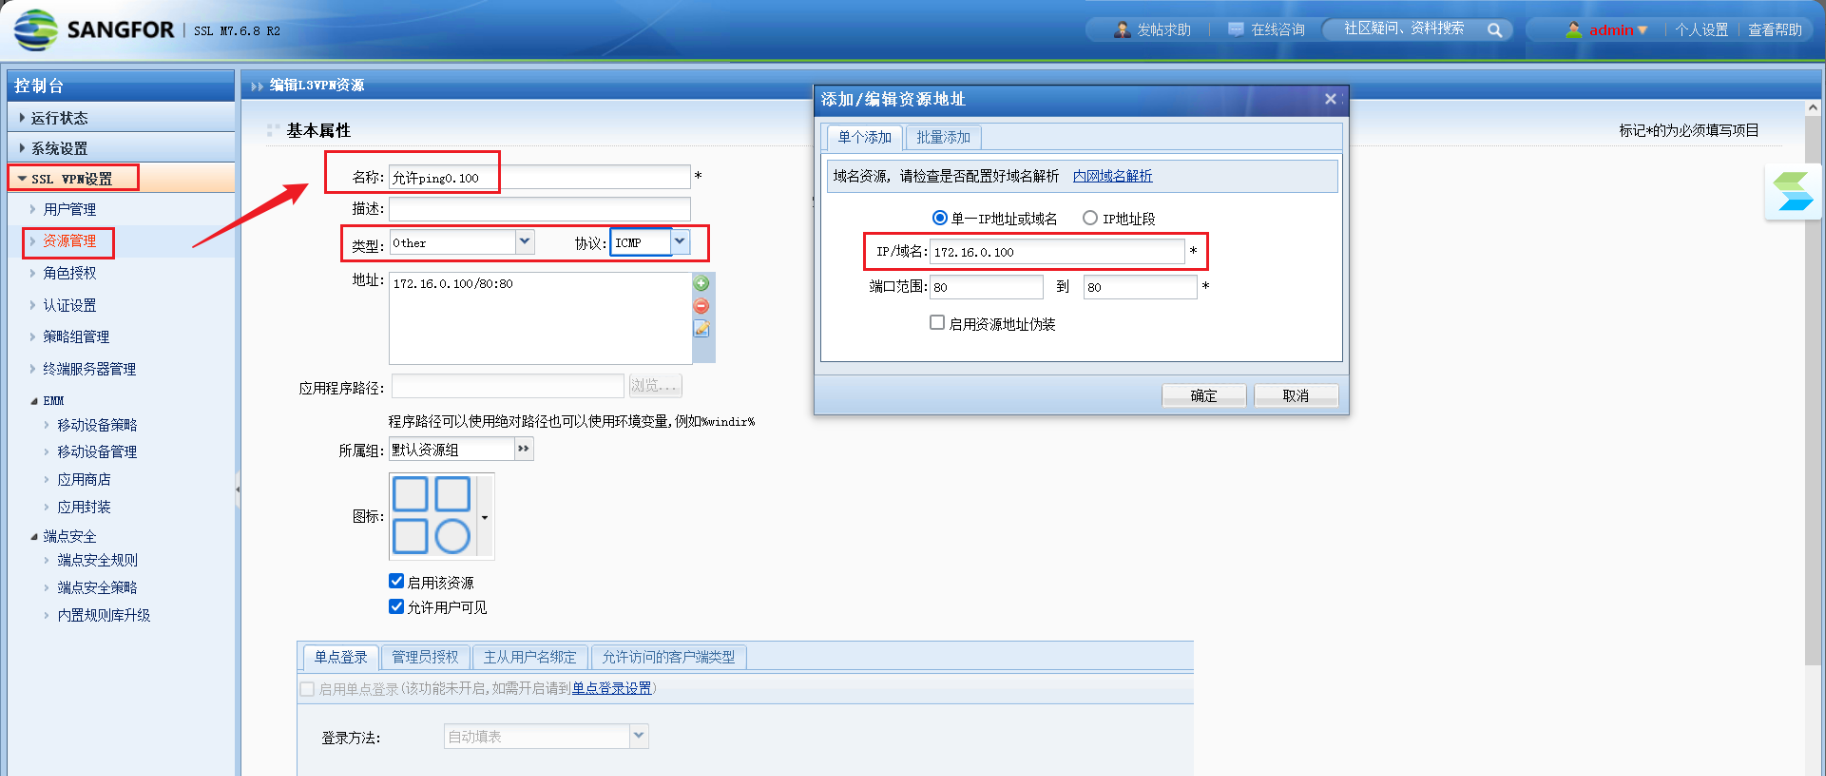 SANGFOR | SSL M7.6.8 R2
发帖求助
在线咨询
社区疑问、资料搜索
admin
个人设置
查看帮助
控制台
运行状态
系统设置
SSL VPN设置
用户管理
资源管理
角色授权
认证设置
策略组管理
终端服务器管理
EMM
移动设备策略
移动设备管理
应用商店
应用封装
端点安全
端点安全规则
端点安全策略
内置规则库升级
编辑L3VPN资源
基本属性
标记*的为必须填写项目
名称: 允许ping0.100 *
描述:
类型: Other 协议: ICMP
地址: 172.16.0.100/80:80
应用程序路径: 浏览...
程序路径可以使用绝对路径也可以使用环境变量,例如%windir%
所属组: 默认资源组
图标:
启用该资源
允许用户可见
单点登录 管理员授权 主从用户名绑定 允许访问的客户端类型
启用单点登录(该功能未开启,如需开启请到单点登录设置)
登录方法: 自动填表
添加/编辑资源地址
单个添加 批量添加
域名资源, 请检查是否配置好域名解析 内网域名解析
单一IP地址或域名 IP地址段
IP/域名: 172.16.0.100 *
端口范围: 80 到 80 *
启用资源地址伪装
确定 取消